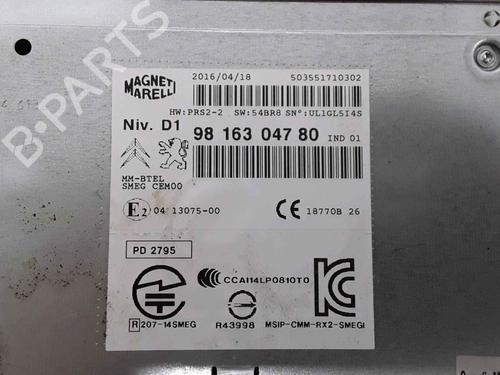 MAGNETI
MARELLI
2016/04/18
503551710302
HW:PRS2-2 SW:54BR8 SN°:UL1GL5I4S
Niv. D1
98 163 047 80 IND 01
MM-BTEL
SMEG CEM00
E2 04 13075-00
CE 18770B 26
PD 2795
CCAI14LP0810T0
R 207-14SMEG
R43998
MSIP-CMM-RX2-SMEGI
B-PARTS